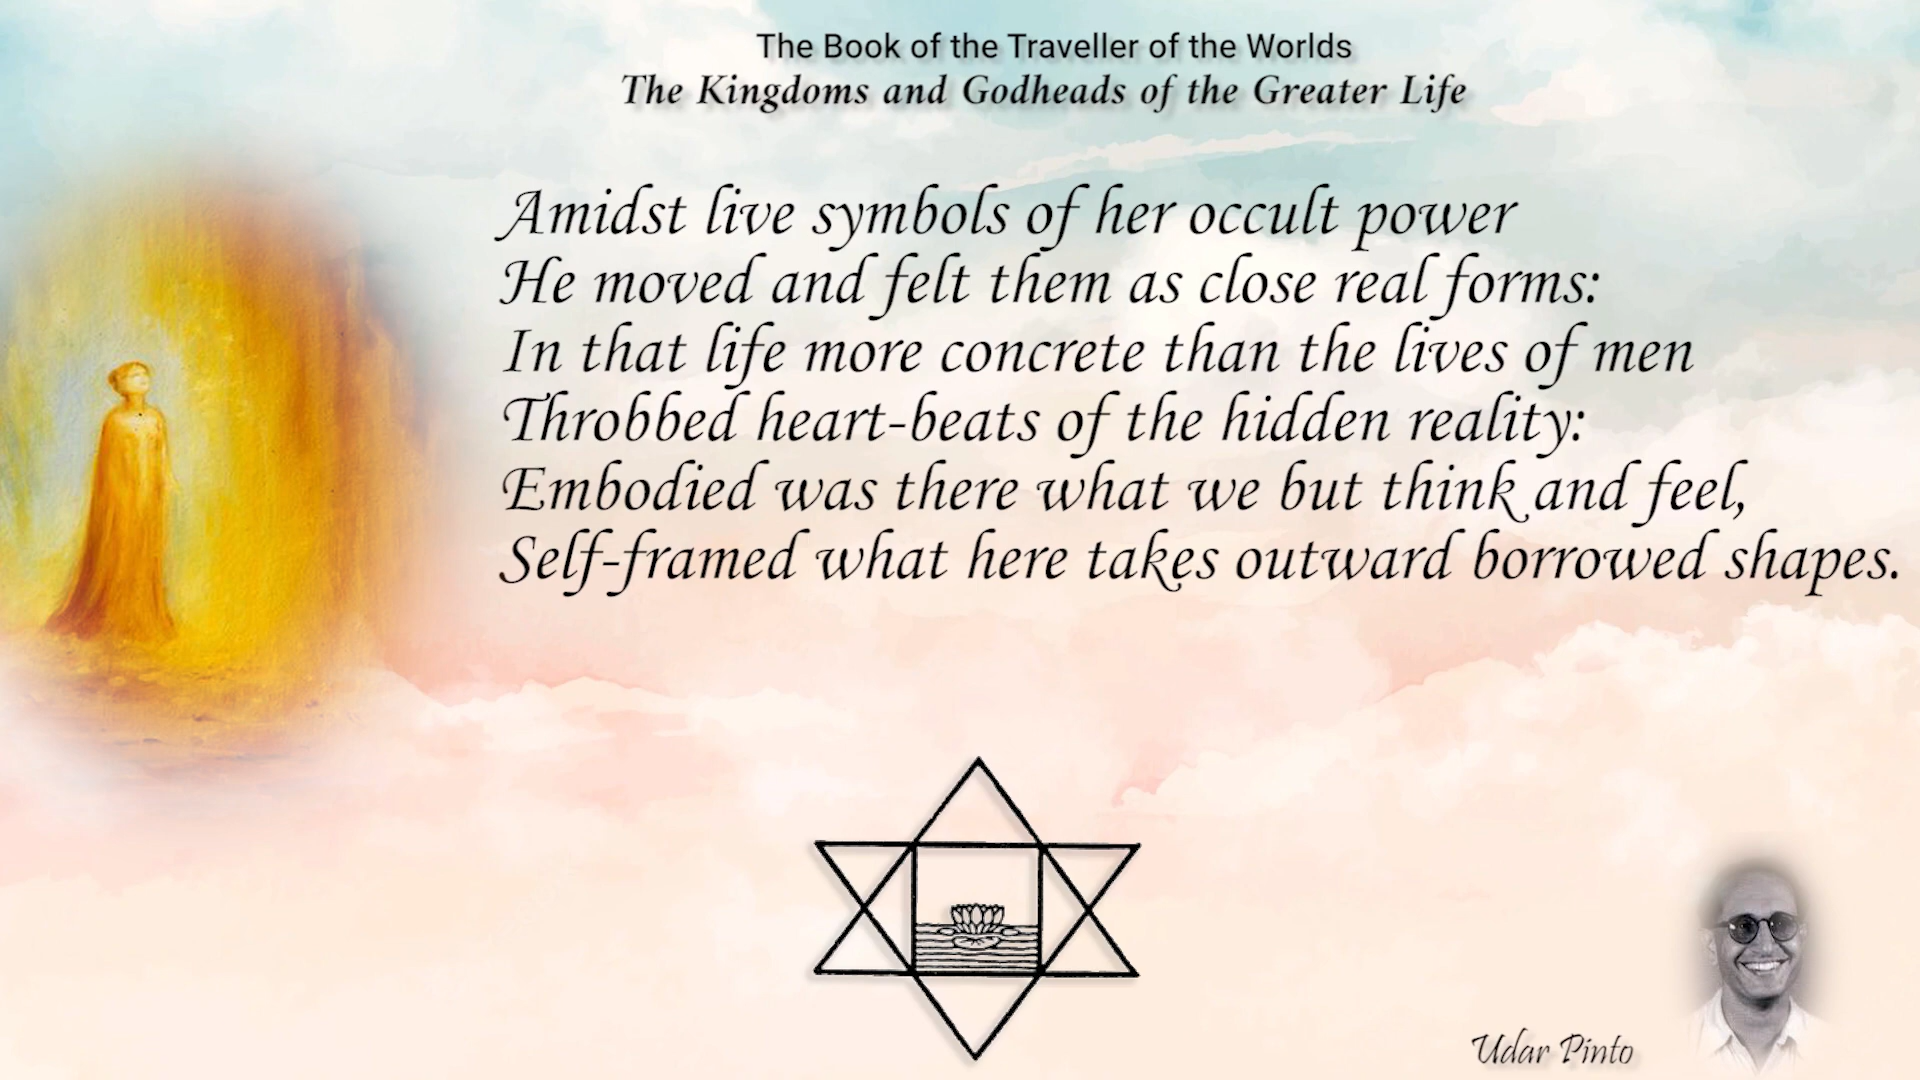 The Book of the Traveller of the Worlds
The Kingdoms and Godheads of the Greater Life
Amidst live symbols of her occult power
He moved and felt them as close real forms:
In that life more concrete than the lives of men
Throbbed heart-beats of the hidden reality:
Embodied was there what we but think and feel,
Self-framed what here takes outward borrowed shapes.
Udar Pinto